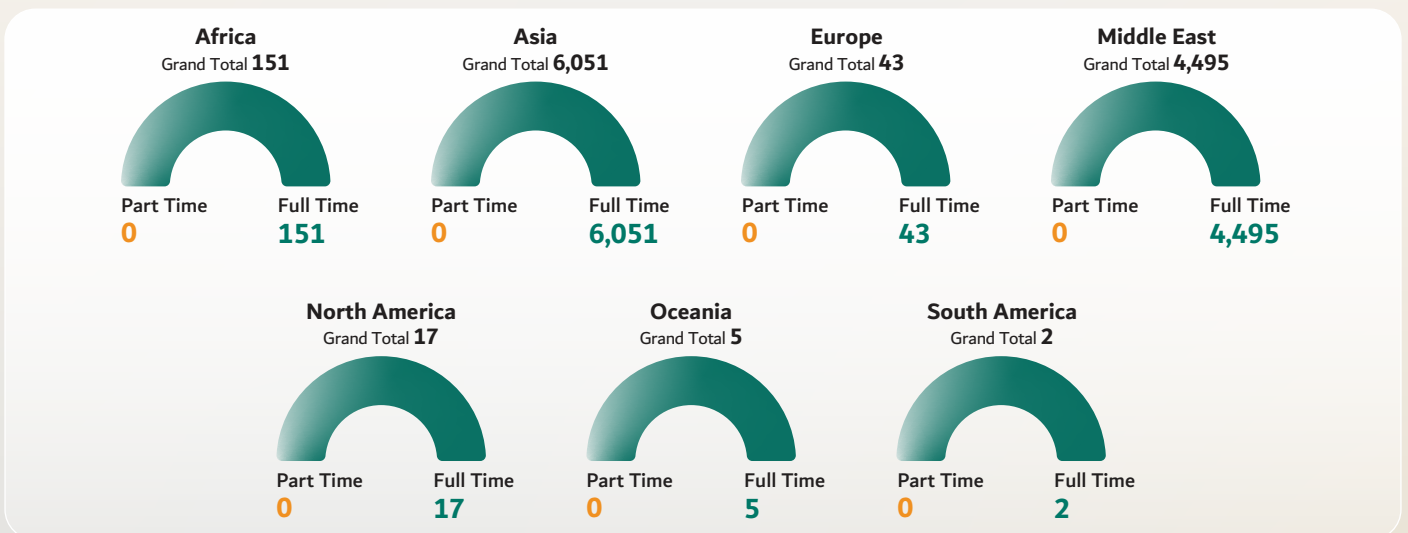 Africa
Grand Total 151
Part Time Full Time
0 151
Asia
Grand Total 6,051
Part Time Full Time
0 6,051
Europe
Grand Total 43
Part Time Full Time
0 43
Middle East
Grand Total 4,495
Part Time Full Time
0 4,495
North America
Grand Total 17
Part Time Full Time
0 17
Oceania
Grand Total 5
Part Time Full Time
0 5
South America
Grand Total 2
Part Time Full Time
0 2